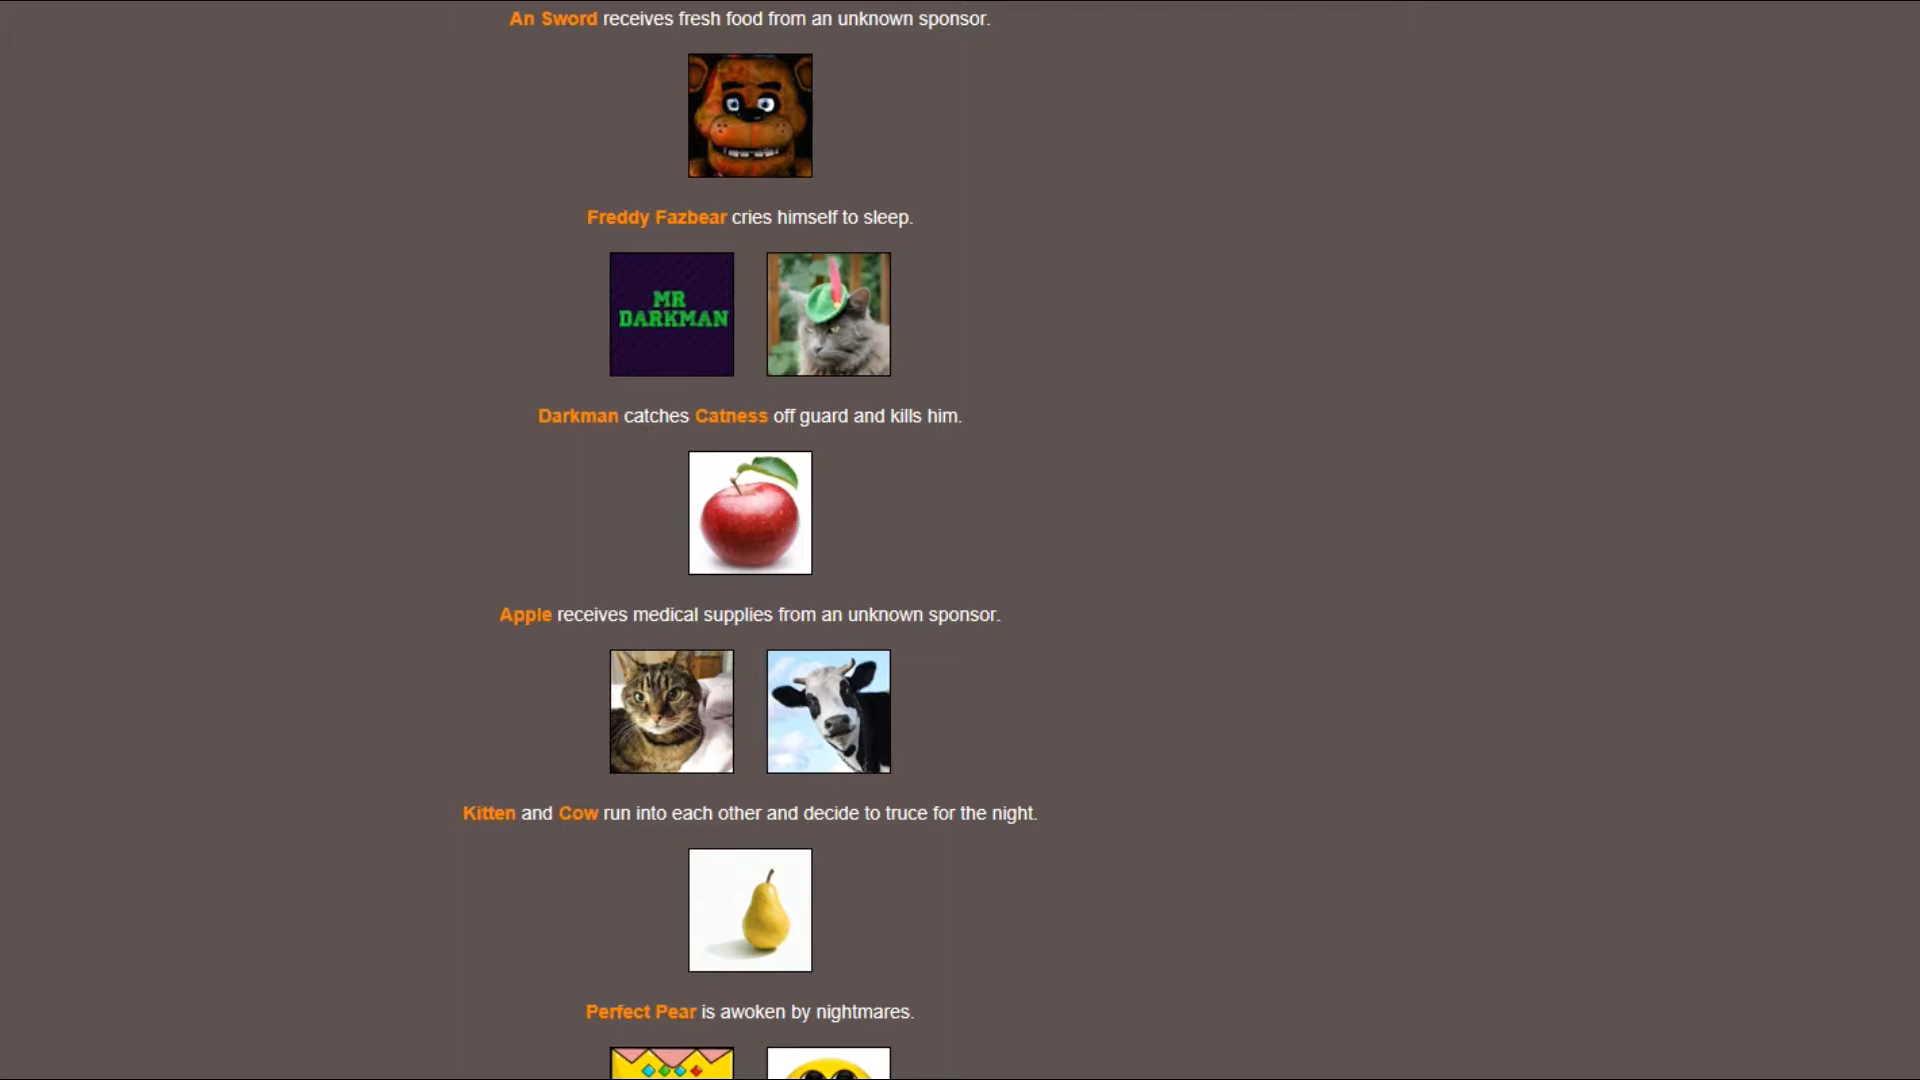 An Sword receives fresh food from an unknown sponsor.
Freddy Fazbear cries himself to sleep.
MR
DARKMAN
Darkman catches Catness off guard and kills him.
Apple receives medical supplies from an unknown sponsor.
Kitten and Cow run into each other and decide to truce for the night.
Perfect Pear is awoken by nightmares.